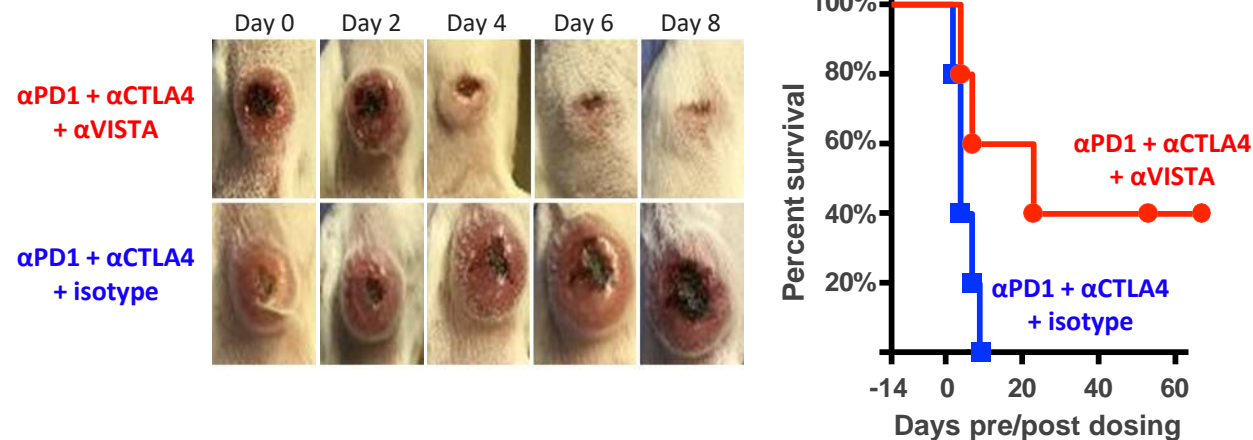 Day 0 Day 2 Day 4 Day 6 Day 8
αPD1 + αCTLA4
+ αVISTA
αPD1 + αCTLA4
+ isotype
Percent survival
100%
80%
60%
40%
20%
αPD1 + αCTLA4
+ αVISTA
αPD1 + αCTLA4
+ isotype
-14 0 20 40 60
Days pre/post dosing